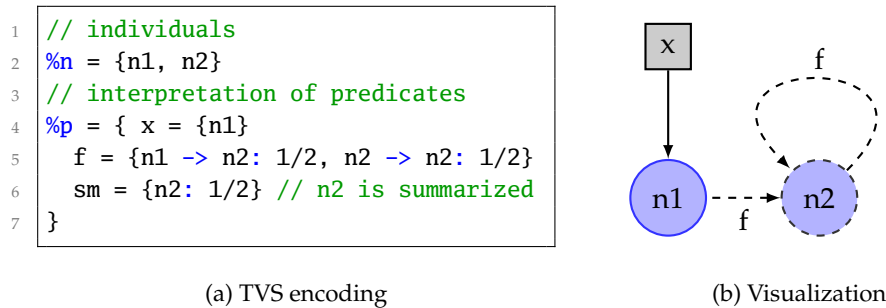 1 // individuals
2 %n = {n1, n2}
3 // interpretation of predicates
4 %p = { x = {n1}
5 f = {n1 -> n2: 1/2, n2 -> n2: 1/2}
6 sm = {n2: 1/2} // n2 is summarized
7 }
(a) TVS encoding
x
f
n1
f
n2
(b) Visualization